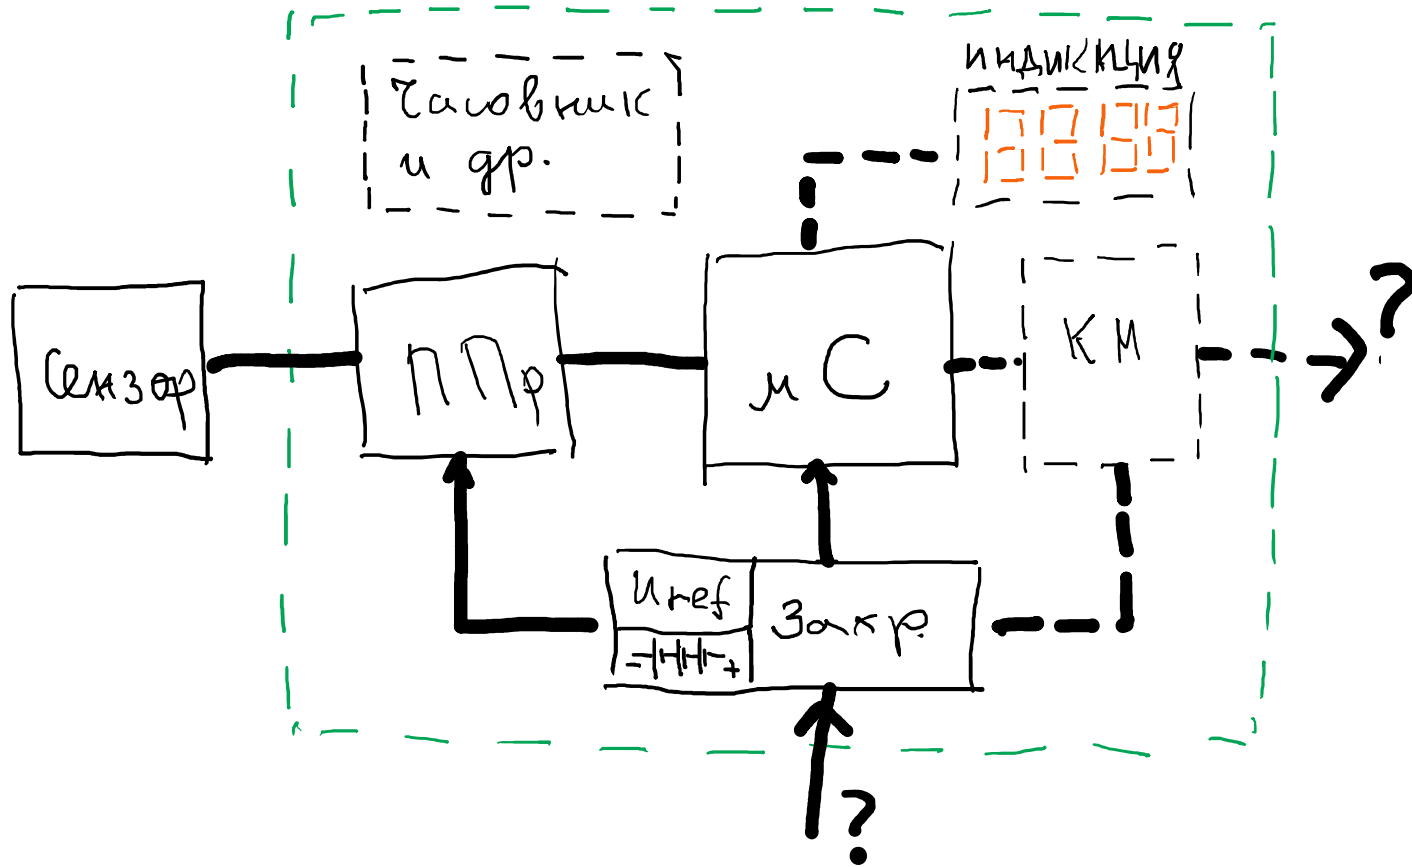 индикация
Часовник
и др.
Сензор
ППр
мС
КМ
?
Uref
Захр.
- +
?